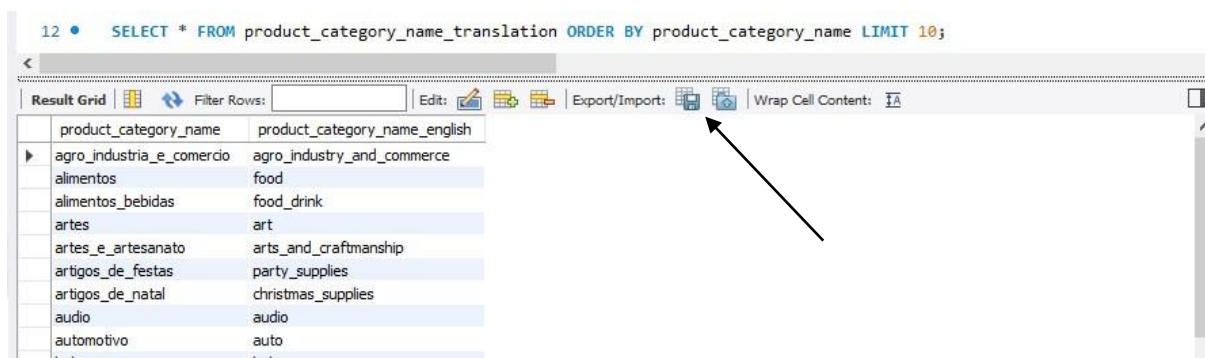 12 SELECT * FROM product_category_name_translation ORDER BY product_category_name LIMIT 10;
Result Grid Filter Rows: Edit: Export/Import: Wrap Cell Content: IA
product_category_name product_category_name_english
agro_industria_e_comercio agro_industry_and_commerce
alimentos food
alimentos_bebidas food_drink
artes art
artes_e_artesanato arts_and_craftmanship
artigos_de_festas party_supplies
artigos_de_natal christmas_supplies
audio audio
automotivo auto